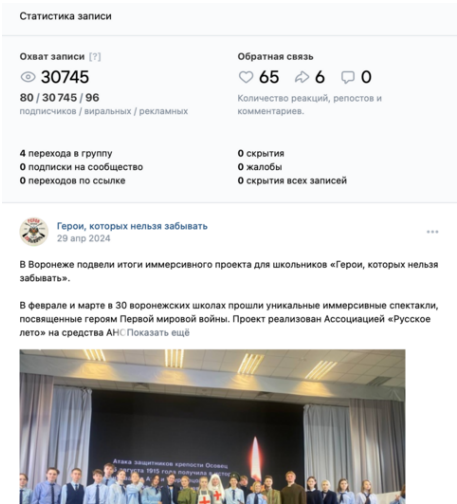 Статистика записи
Охват записи [?]
30745
80 / 30 745 / 96
подписчиков / виральных / рекламных
Обратная связь
65 6 0
Количество реакций, репостов и
комментариев.
4 перехода в группу
0 подписки на сообщество
0 переходов по ссылке
0 скрытия
0 жалобы
0 скрытия всех записей
Герои, которых нельзя забывать
29 апр 2024
В Воронеже подвели итоги иммерсивного проекта для школьников «Герои, которых нельзя
забывать».
В феврале и марте в 30 воронежских школах прошли уникальные иммерсивные спектакли,
посвященные героям Первой мировой войны. Проект реализован Ассоциацией «Русское
лето» на средства АНО Показать ещё
Атака защитников крепости Осовец
августа 1915 года получила